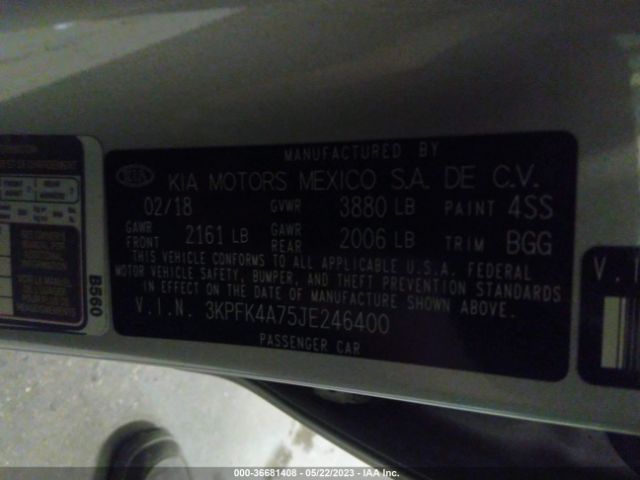 MANUFACTURED BY
KIA KIA MOTORS MEXICO S.A. DE C.V.
02/18 GVWR 3880 LB PAINT 4SS
GAWR FRONT 2161 LB GAWR REAR 2006 LB TRIM BGG
THIS VEHICLE CONFORMS TO ALL APPLICABLE U.S.A. FEDERAL
MOTOR VEHICLE SAFETY, BUMPER, AND THEFT PREVENTION STANDARDS
IN EFFECT ON THE DATE OF MANUFACTURE SHOWN ABOVE.
V.I.N. 3KPFK4A75JE246400
PASSENGER CAR
B560
V.I
000-36681408 - 05/22/2023 - IAA Inc.